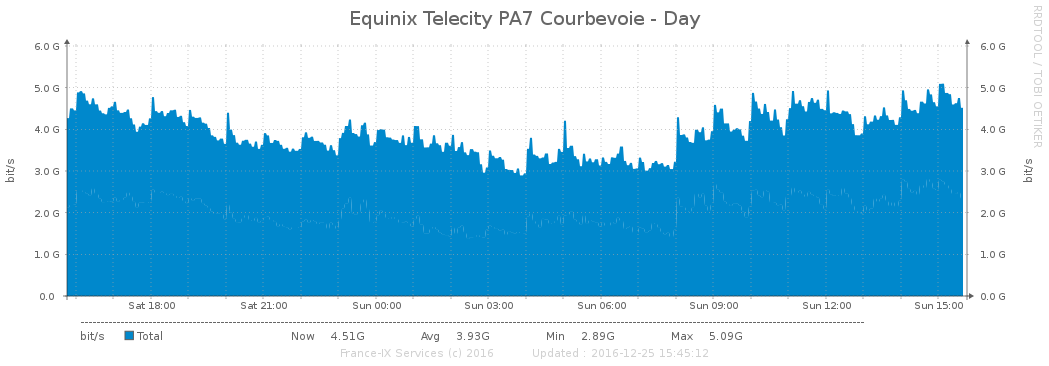 Equinix Telecity PA7 Courbevoie - Day
RRDTOOL / TOBI OETIKER
6.0 G 6.0 G
5.0 G 5.0 G
4.0 G 4.0 G
3.0 G 3.0 G
2.0 G 2.0 G
1.0 G 1.0 G
0.0 0.0 G
bit/s bit/s
Sat 18:00 Sat 21:00 Sun 00:00 Sun 03:00 Sun 06:00 Sun 09:00 Sun 12:00 Sun 15:00
bit/s Total Now 4.51G Avg 3.93G Min 2.89G Max 5.09G
France-IX Services (c) 2016 Updated : 2016-12-25 15:45:12